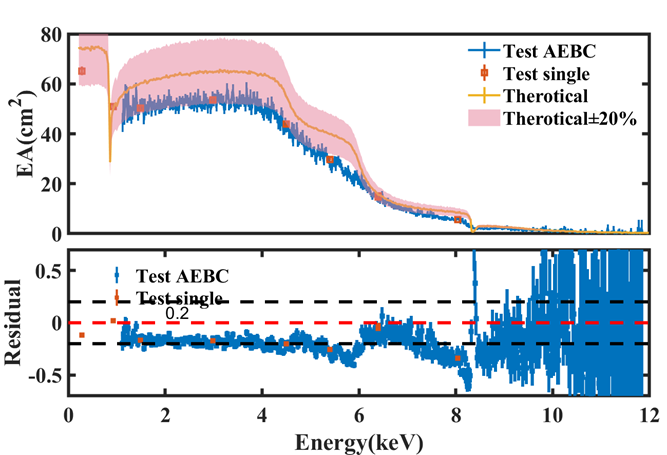 80
60
40
20
0
EA(cm²)
Test AEBC
Test single
Therotical
Therotical±20%
0.5
0
-0.5
Residual
Test AEBC
Test single
0.2
0 2 4 6 8 10 12
Energy(keV)